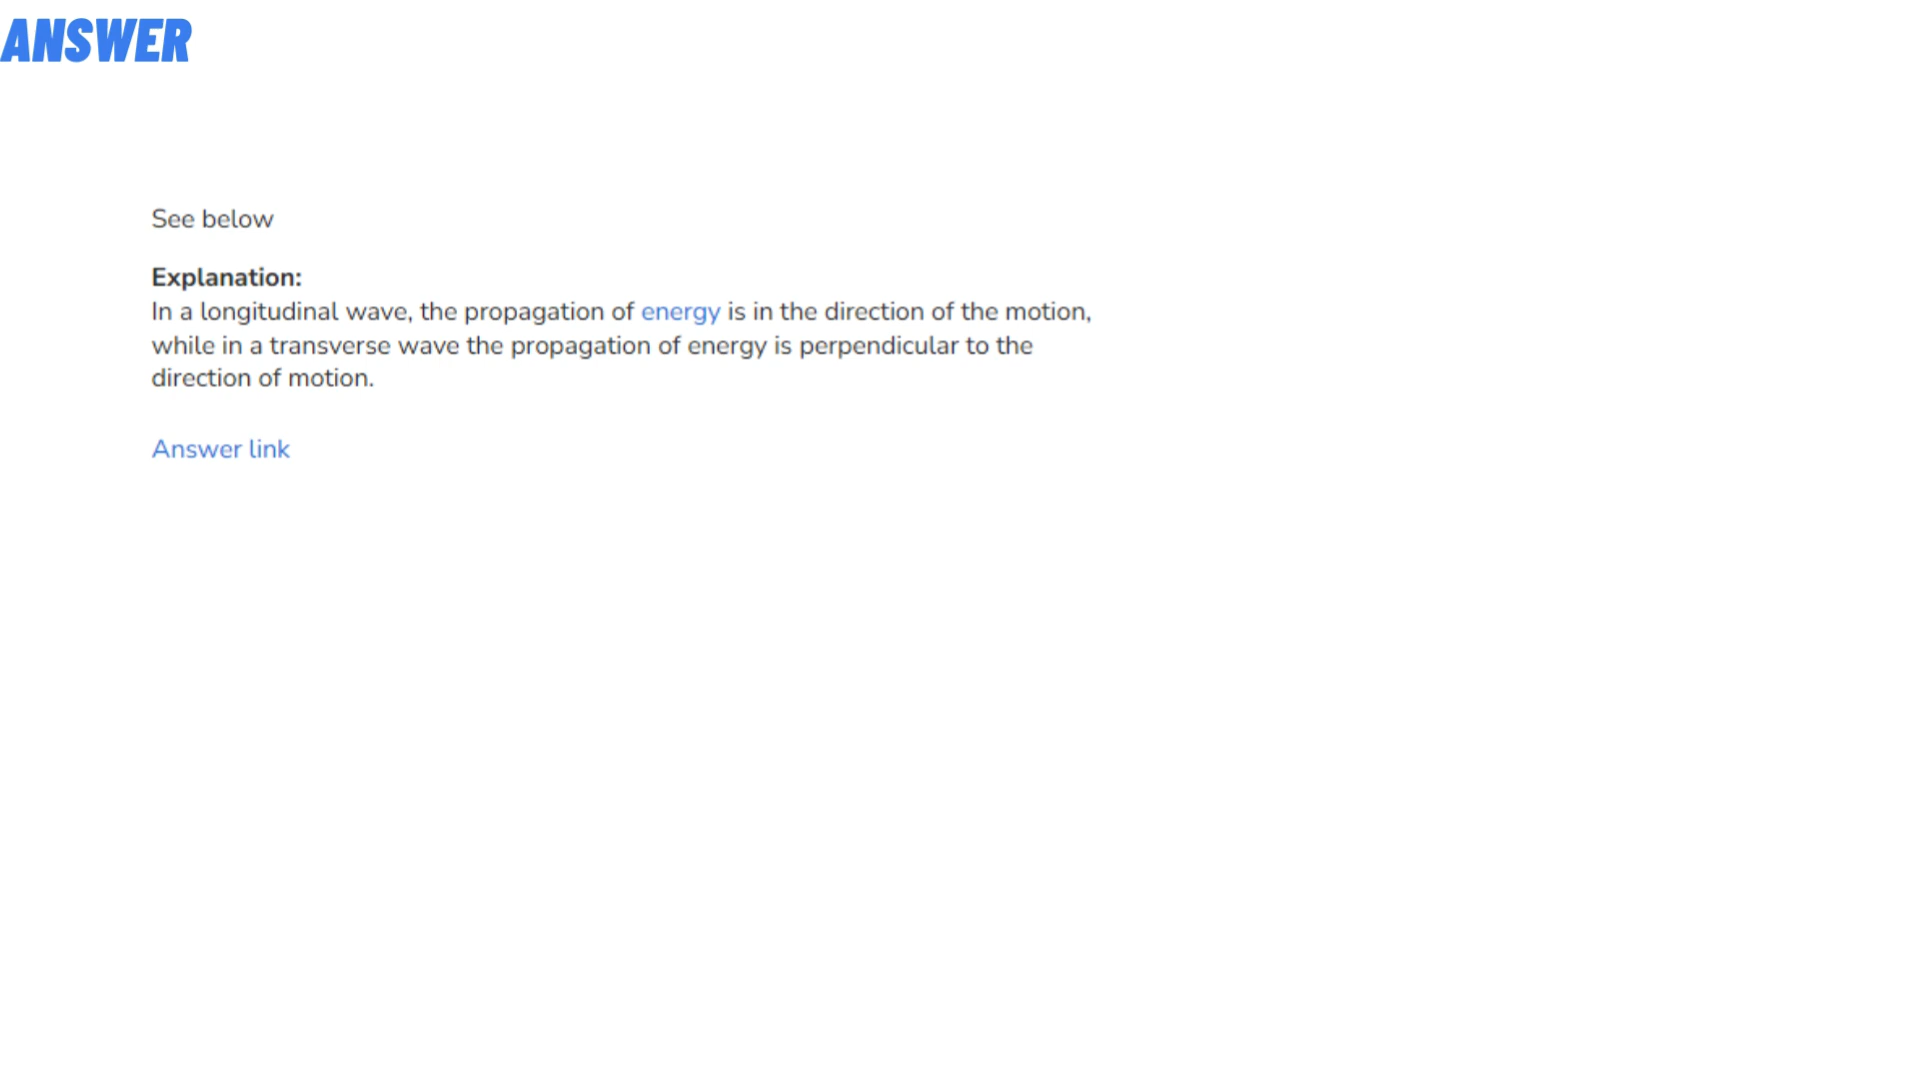 ANSWER
See below
Explanation:
In a longitudinal wave, the propagation of energy is in the direction of the motion,
while in a transverse wave the propagation of energy is perpendicular to the
direction of motion.
Answer link